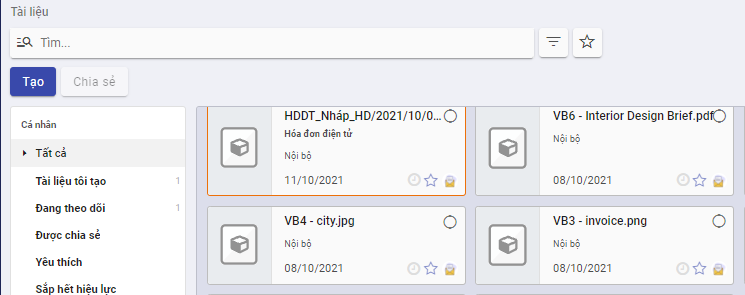 Tài liệu
Tìm...
Tạo
Chia sẻ
Cá nhân
Tất cả
Tài liệu tôi tạo 1
Đang theo dõi 1
Được chia sẻ
Yêu thích
Sắp hết hiệu lực
HDDT_Nháp_HD/2021/10/0...
Hóa đơn điện tử
Nội bộ
11/10/2021
VB6 - Interior Design Brief.pdf
Nội bộ
08/10/2021
VB4 - city.jpg
Nội bộ
08/10/2021
VB3 - invoice.png
Nội bộ
08/10/2021